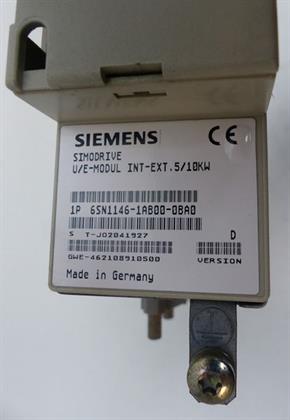 SIEMENS CE
SIMODRIVE
U/E-MODUL INT-EXT.5/10KW
1P 6SN1146-1AB00-0BA0
S T-J02041927 D
GWE-462108910500 VERSION
Made in Germany